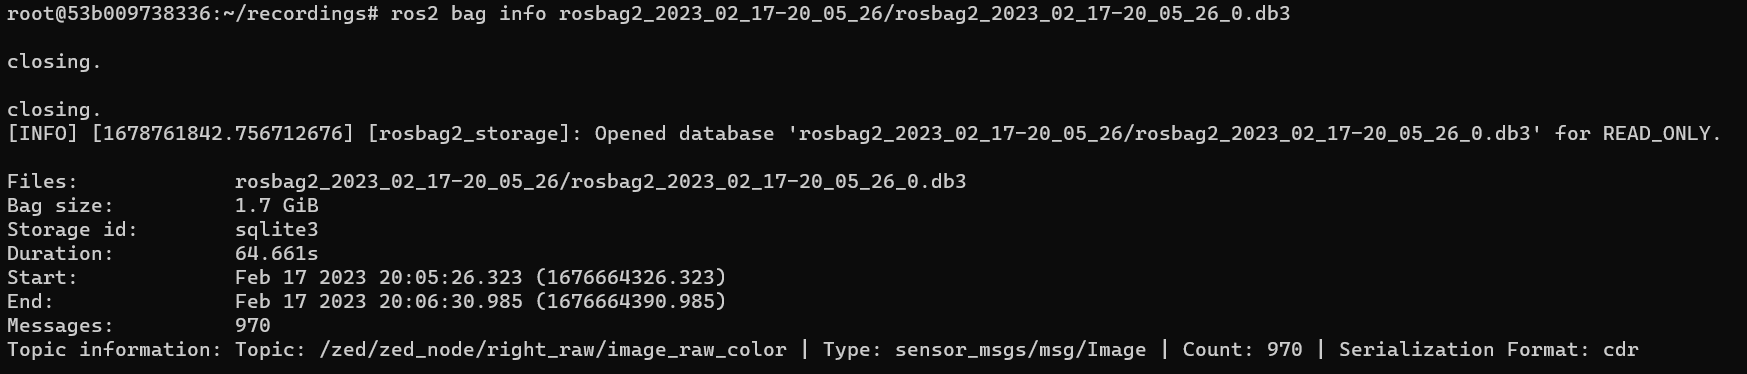 root@53b009738336:~/recordings# ros2 bag info rosbag2_2023_02_17-20_05_26/rosbag2_2023_02_17-20_05_26_0.db3
closing.
closing.
[INFO] [1678761842.756712676] [rosbag2_storage]: Opened database 'rosbag2_2023_02_17-20_05_26/rosbag2_2023_02_17-20_05_26_0.db3' for READ_ONLY.
Files:             rosbag2_2023_02_17-20_05_26/rosbag2_2023_02_17-20_05_26_0.db3
Bag size:          1.7 GiB
Storage id:        sqlite3
Duration:          64.661s
Start:             Feb 17 2023 20:05:26.323 (1676664326.323)
End:               Feb 17 2023 20:06:30.985 (1676664390.985)
Messages:          970
Topic information: Topic: /zed/zed_node/right_raw/image_raw_color | Type: sensor_msgs/msg/Image | Count: 970 | Serialization Format: cdr